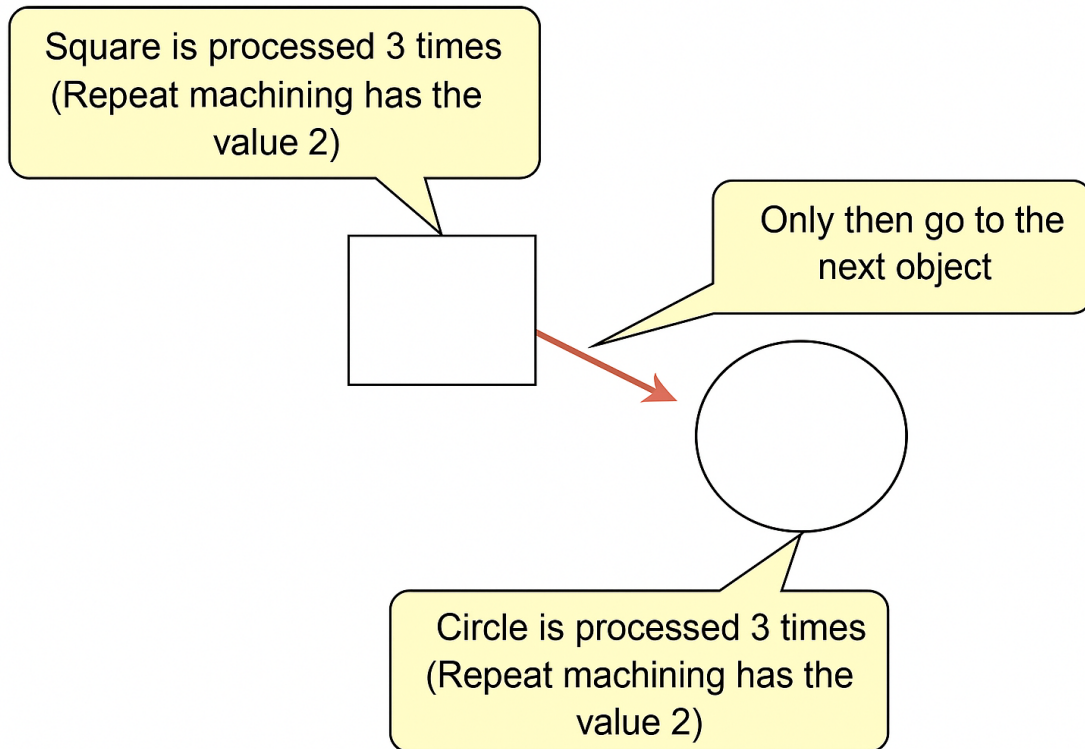 Square is processed 3 times
(Repeat machining has the
value 2)
Only then go to the
next object
Circle is processed 3 times
(Repeat machining has the
value 2)